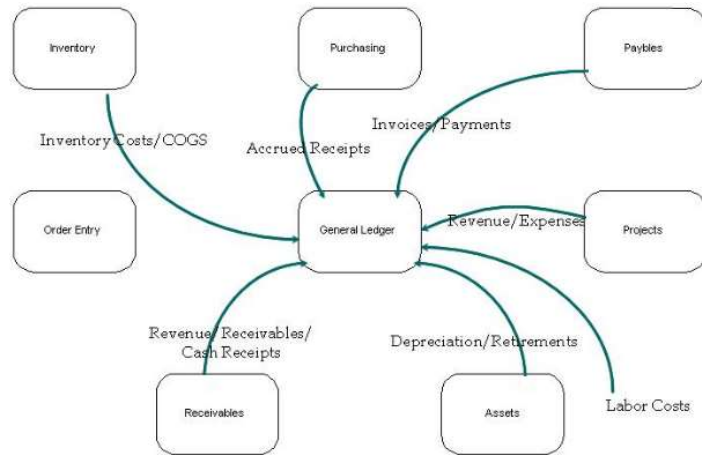 Inventory
Purchasing
Paybles
Inventory Costs/COGS
Accrued Receipts
Invoices/Payments
Order Entry
General Ledger
Revenue/Expenses
Projects
Revenue/Receivables/
Cash Receipts
Depreciation/Retirements
Receivables
Assets
Labor Costs